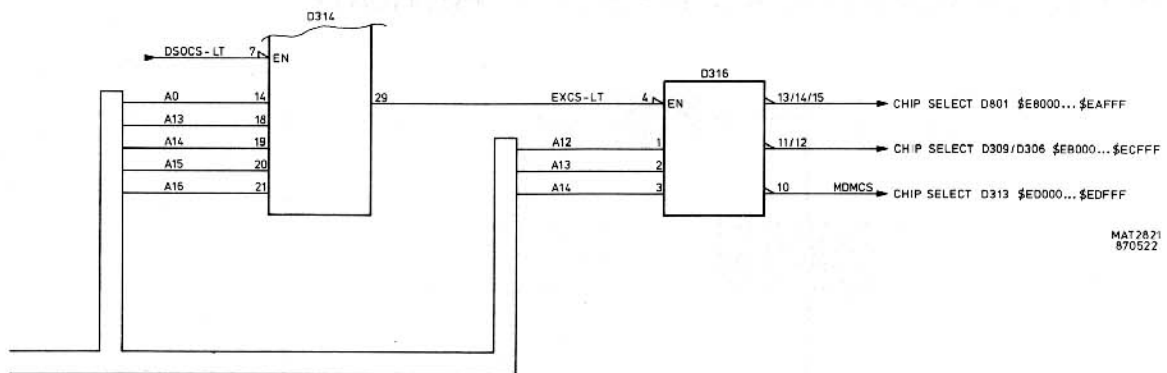 D314
DSOCS-LT 7 EN
A0 14
A13 18
A14 19
A15 20
A16 21
29 EXCS-LT 4 EN
D316
A12 1
A13 2
A14 3
13/14/15 CHIP SELECT D801 $E8000...$EAFFF
11/12 CHIP SELECT D309/D306 $EB000...$ECFFF
10 MDMCS CHIP SELECT D313 $ED000...$EDFFF
MAT2821
870522